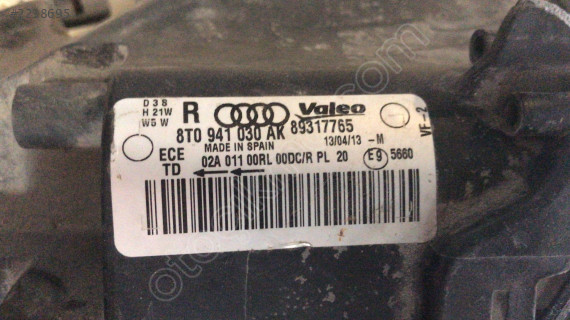 D3S
H 21W
W5W
R Valeo
8T0 941 030 AK 89317765
MADE IN SPAIN 13/04/13 -M
ECE 02A 011 00RL 00DC/R PL 20 E9 5660
TD
VF-2